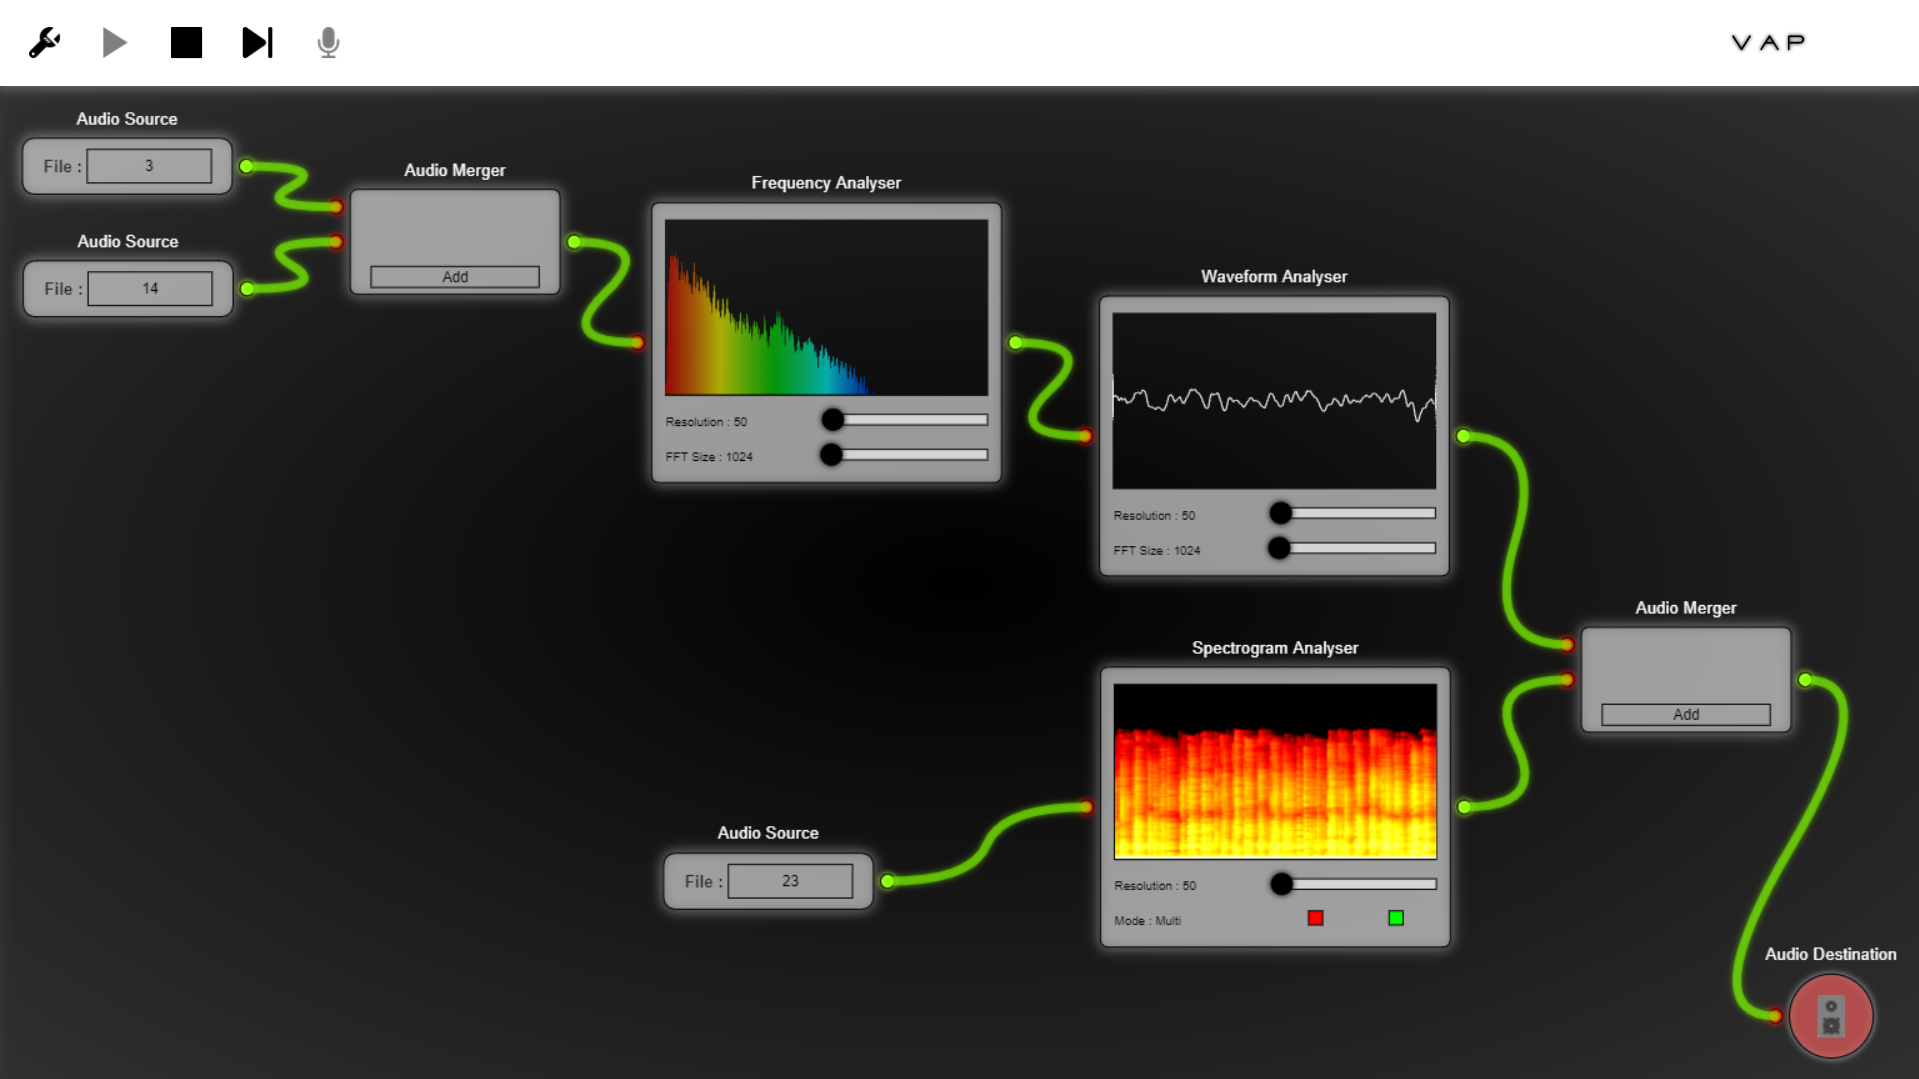 VAP
Audio Source
File : 3
Audio Source
File : 14
Audio Merger
Add
Frequency Analyser
Resolution : 50
FFT Size : 1024
Waveform Analyser
Resolution : 50
FFT Size : 1024
Audio Source
File : 23
Spectrogram Analyser
Resolution : 50
Mode : Multi
Audio Merger
Add
Audio Destination